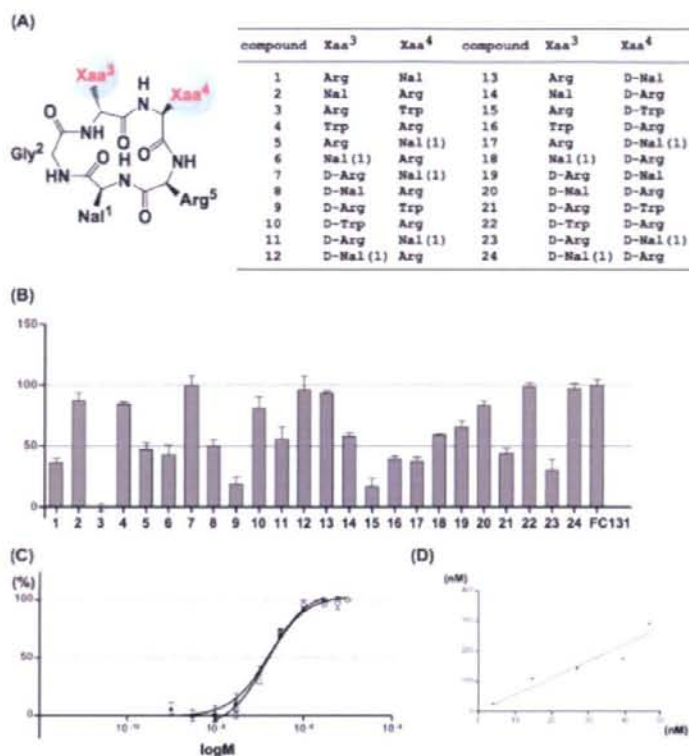 (A)
Xaa³
Xaa⁴
H
N
O
HN
NH
Gly²
Nal¹
Arg⁵
compound Xaa³ Xaa⁴ compound Xaa³ Xaa⁴
1 Arg Nal 13 Arg D-Nal
2 Nal Arg 14 Nal D-Arg
3 Arg Trp 15 Arg D-Trp
4 Trp Arg 16 Trp D-Arg
5 Arg Nal(1) 17 Arg D-Nal(1)
6 Nal(1) Arg 18 Nal(1) D-Arg
7 D-Arg Nal(1) 19 D-Arg D-Nal
8 D-Nal Arg 20 D-Nal D-Arg
9 D-Arg Trp 21 D-Arg D-Trp
10 D-Trp Arg 22 D-Trp D-Arg
11 D-Arg Nal(1) 23 D-Arg D-Nal(1)
12 D-Nal(1) Arg 24 D-Nal(1) D-Arg
(B)
150
100
50
0
1 2 3 4 5 6 7 8 9 10 11 12 13 14 15 16 17 18 19 20 21 22 23 24 FC131
(C)
(%)
100
50
0
logM
(D)
(nM)
(nM)